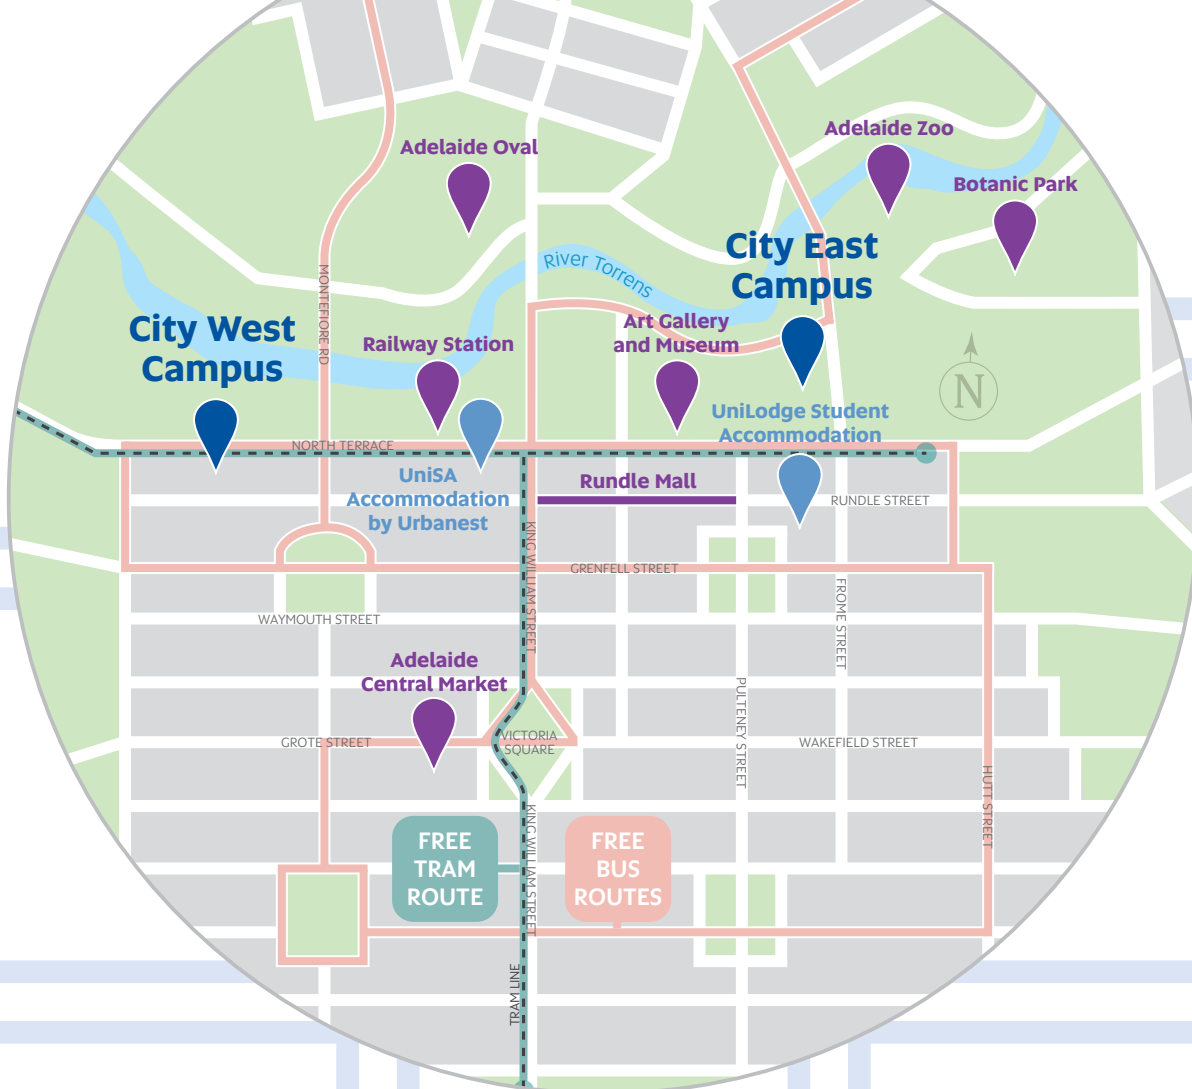 Adelaide Zoo
Adelaide Oval
Botanic Park
City East
Campus
River Torrens
MONTEFIORE RD
City West
Campus
Art Gallery
and Museum
Railway Station
N
UniLodge Student
Accommodation
NORTH TERRACE
UniSA
Accommodation
by Urbanest
Rundle Mall
RUNDLE STREET
KING WILLIAM STREET
GRENFELL STREET
FROME STREET
WAYMOUTH STREET
Adelaide
Central Market
PULTENEY STREET
GROTE STREET
VICTORIA
SQUARE
WAKEFIELD STREET
HUTT STREET
KING WILLIAM STREET
FREE
TRAM
ROUTE
FREE
BUS
ROUTES
TRAM LINE